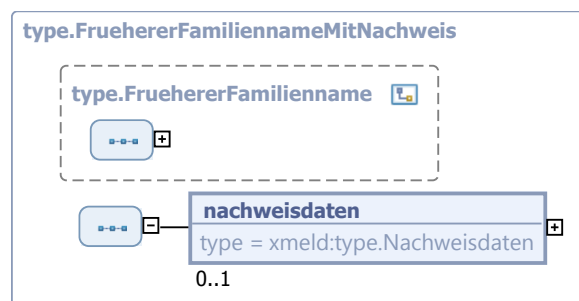 type.FruehererFamiliennameMitNachweis
type.FruehererFamilienname
nachweisdaten
type = xmeld:type.Nachweisdaten
0..1